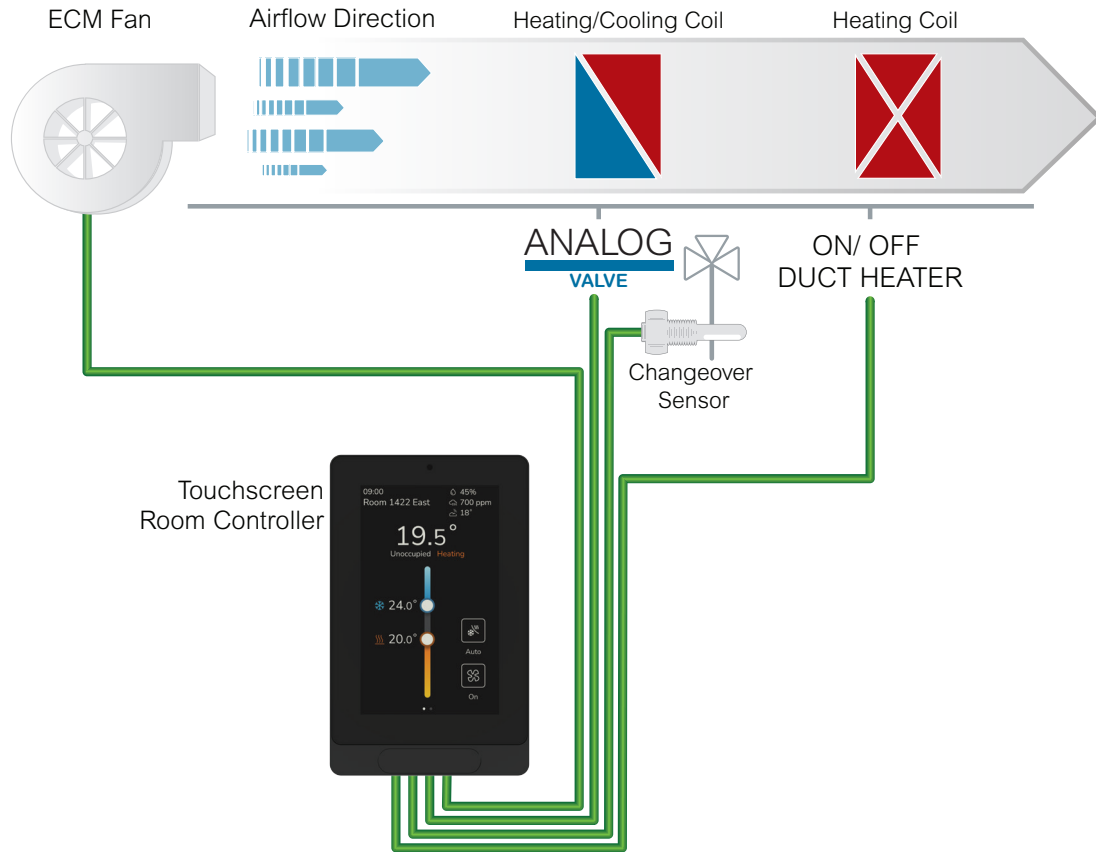 ECM Fan
Airflow Direction
Heating/Cooling Coil
Heating Coil
ANALOG
VALVE
ON/ OFF
DUCT HEATER
Changeover
Sensor
Touchscreen
Room Controller
09:00
Room 1422 East
45%
700 ppm
18°
19.5°
Unoccupied Heating
24.0°
20.0°
Auto
On